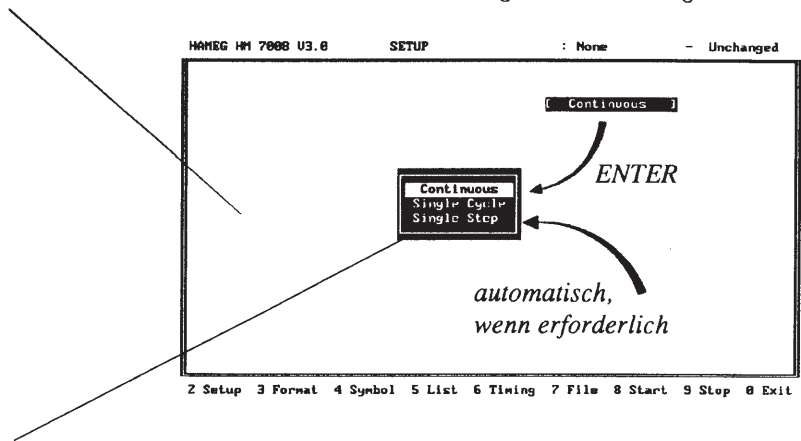 HAMEG HM 7008 V3.0 SETUP : None - Unchanged
[ Continuous ]
ENTER
Continuous
Single Cycle
Single Step
automatisch,
wenn erforderlich
2 Setup 3 Format 4 Symbol 5 List 6 Timing 7 File 8 Start 9 Stop 0 Exit